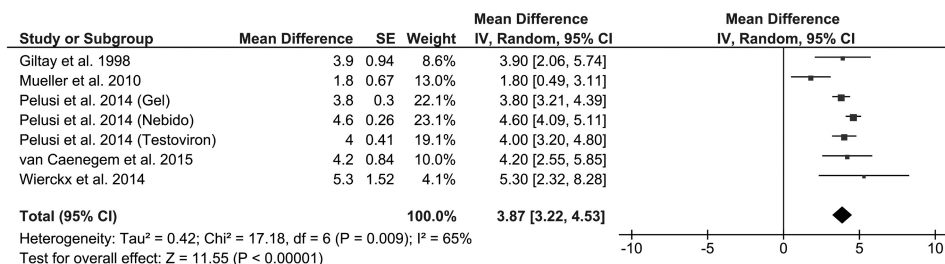 Mean Difference Mean Difference
Study or Subgroup Mean Difference SE Weight IV, Random, 95% CI IV, Random, 95% CI
Giltay et al. 1998 3.9 0.94 8.6% 3.90 [2.06, 5.74]
Mueller et al. 2010 1.8 0.67 13.0% 1.80 [0.49, 3.11]
Pelusi et al. 2014 (Gel) 3.8 0.3 22.1% 3.80 [3.21, 4.39]
Pelusi et al. 2014 (Nebido) 4.6 0.26 23.1% 4.60 [4.09, 5.11]
Pelusi et al. 2014 (Testoviron) 4 0.41 19.1% 4.00 [3.20, 4.80]
van Caenegem et al. 2015 4.2 0.84 10.0% 4.20 [2.55, 5.85]
Wierckx et al. 2014 5.3 1.52 4.1% 5.30 [2.32, 8.28]
Total (95% CI) 100.0% 3.87 [3.22, 4.53]
Heterogeneity: Tau² = 0.42; Chi² = 17.18, df = 6 (P = 0.009); I² = 65%
-10 -5 0 5 10
Test for overall effect: Z = 11.55 (P < 0.00001)